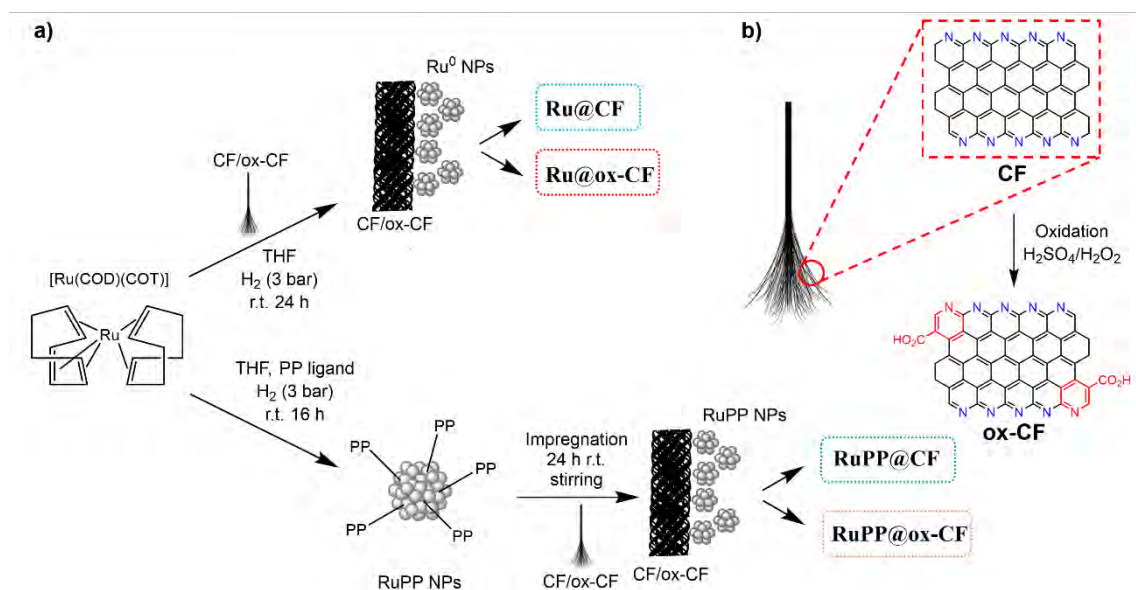 a)
Ru⁰ NPs
CF/ox-CF
Ru@CF
Ru@ox-CF
CF/ox-CF
THF
H₂ (3 bar)
r.t. 24 h
[Ru(COD)(COT)]
Ru
THF, PP ligand
H₂ (3 bar)
r.t. 16 h
PP
PP
PP
PP
PP
RuPP NPs
Impregnation
24 h r.t.
stirring
CF/ox-CF
RuPP NPs
CF/ox-CF
RuPP@CF
RuPP@ox-CF
b)
N N N N N
N N N N N
CF
Oxidation
H₂SO₄/H₂O₂
N N N N N
HO₂C
CO₂H
N N N N N
ox-CF